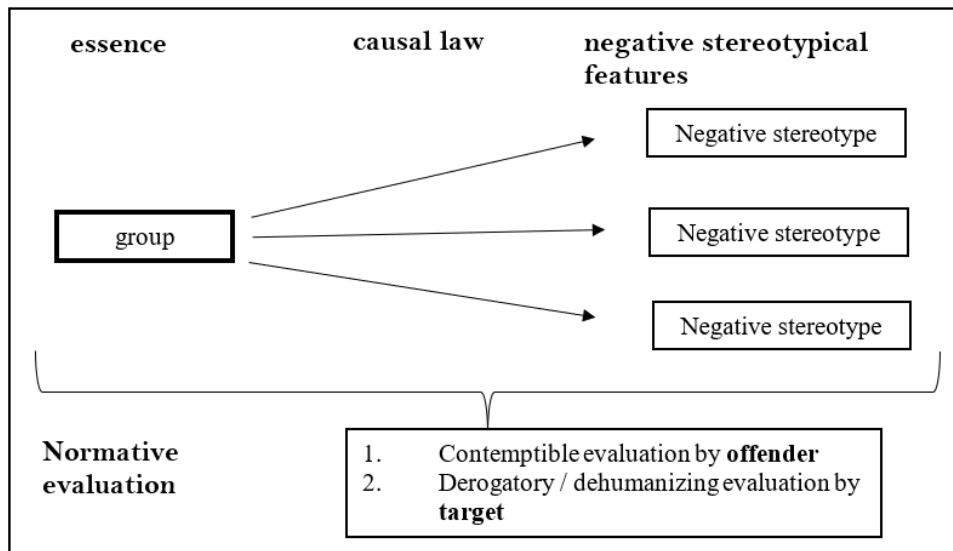 essence
causal law
negative stereotypical
features
Negative stereotype
group
Negative stereotype
Negative stereotype
Normative
evaluation
1. Contemptible evaluation by offender
2. Derogatory / dehumanizing evaluation by
target